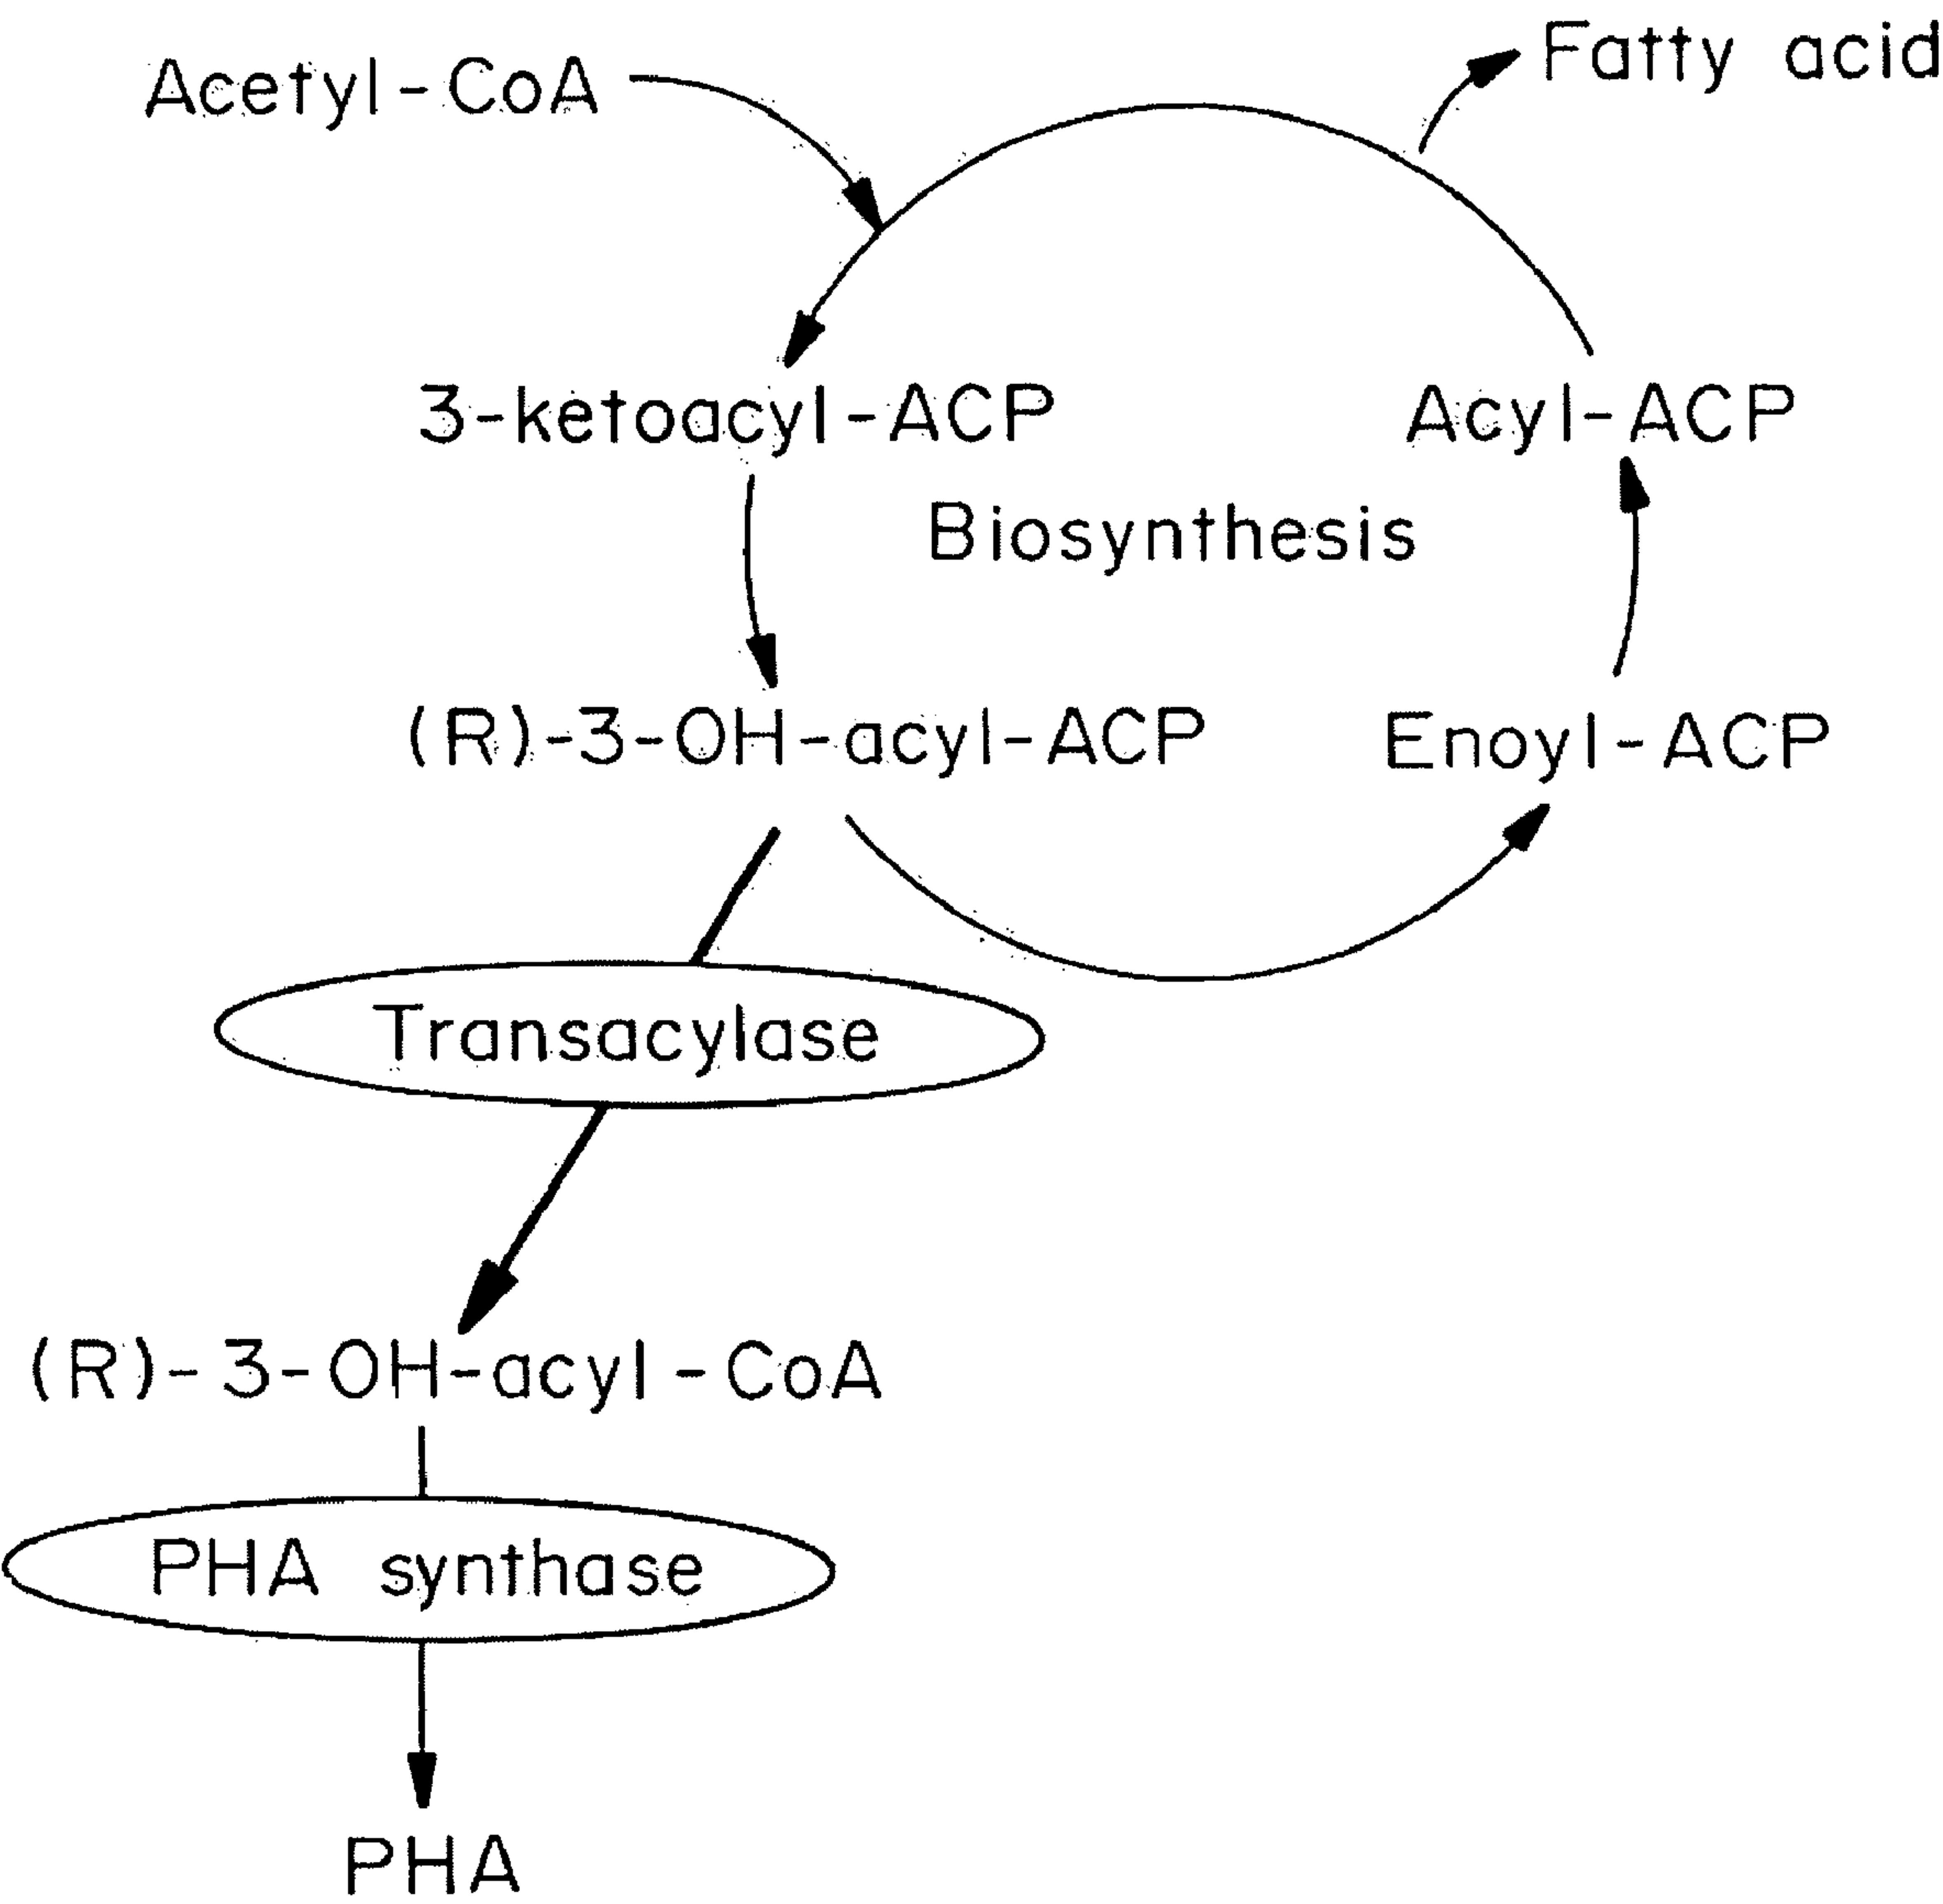 Acetyl-CoA
Fatty acid
3-ketoacyl-ACP
Acyl-ACP
Biosynthesis
(R)-3-OH-acyl-ACP
Enoyl-ACP
Transacylase
(R)-3-OH-acyl-CoA
PHA synthase
PHA